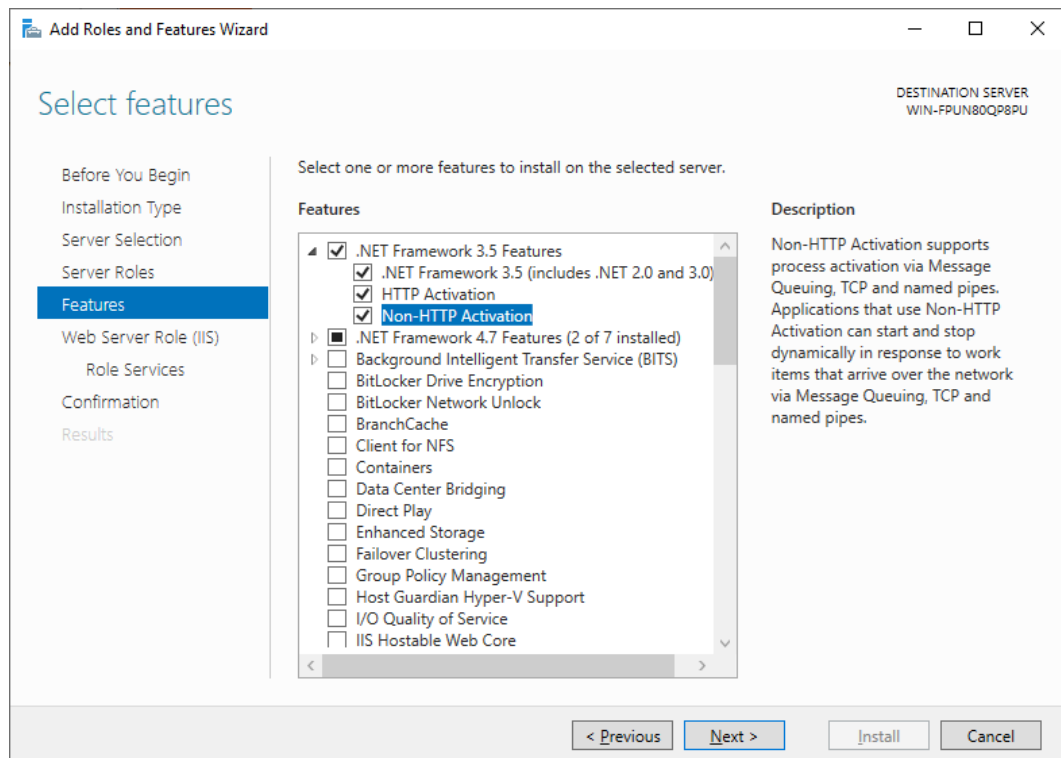 Add Roles and Features Wizard
Select features
DESTINATION SERVER
WIN-FPUN80QP8PU
Before You Begin
Installation Type
Server Selection
Server Roles
Features
Web Server Role (IIS)
Role Services
Confirmation
Results
Select one or more features to install on the selected server.
Features
.NET Framework 3.5 Features
.NET Framework 3.5 (includes .NET 2.0 and 3.0)
HTTP Activation
Non-HTTP Activation
.NET Framework 4.7 Features (2 of 7 installed)
Background Intelligent Transfer Service (BITS)
BitLocker Drive Encryption
BitLocker Network Unlock
BranchCache
Client for NFS
Containers
Data Center Bridging
Direct Play
Enhanced Storage
Failover Clustering
Group Policy Management
Host Guardian Hyper-V Support
I/O Quality of Service
IIS Hostable Web Core
Description
Non-HTTP Activation supports
process activation via Message
Queuing, TCP and named pipes.
Applications that use Non-HTTP
Activation can start and stop
dynamically in response to work
items that arrive over the network
via Message Queuing, TCP and
named pipes.
< Previous
Next >
Install
Cancel